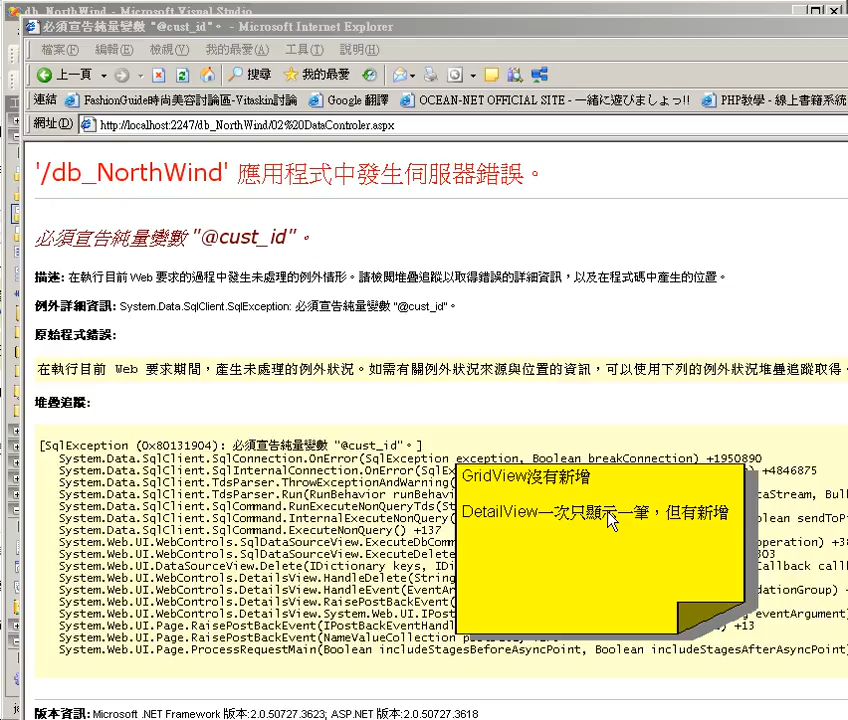 db_NorthWind - Microsoft Visual Studio
必須宣告純量變數 "@cust_id"。 - Microsoft Internet Explorer
檔案(F) 編輯(E) 檢視(V) 我的最愛(A) 工具(T) 說明(H)
上一頁 搜尋 我的最愛
連結 FashionGuide時尚美容討論區-Vitaskin討論 Google 翻譯 OCEAN-NET OFFICIAL SITE - 一緒に遊びましょっ!! PHP教學 - 線上書籍系統
網址(D) http://localhost:2247/db_NorthWind/02%20DataControler.aspx
'/db_NorthWind' 應用程式中發生伺服器錯誤。
必須宣告純量變數 "@cust_id"。
描述: 在執行目前 Web 要求的過程中發生未處理的例外情形。請檢閱堆疊追蹤以取得錯誤的詳細資訊，以及在程式碼中產生的位置。
例外詳細資訊: System.Data.SqlClient.SqlException: 必須宣告純量變數 "@cust_id"。
原始程式錯誤:
在執行目前 Web 要求期間，產生未處理的例外狀況。如需有關例外狀況來源與位置的資訊，可以使用下列的例外狀況堆疊追蹤取得。
堆疊追蹤:
[SqlException (0x80131904): 必須宣告純量變數 "@cust_id"。]
System.Data.SqlClient.SqlConnection.OnError(SqlException exception, Boolean breakConnection) +1950890
System.Data.SqlClient.SqlInternalConnection.OnError(SqlEx +4846875
System.Data.SqlClient.TdsParser.ThrowExceptionAndWarning(
System.Data.SqlClient.TdsParser.Run(RunBehavior runBehav caStream, Bul
System.Data.SqlClient.SqlCommand.RunExecuteNonQueryTds(St
System.Data.SqlClient.SqlCommand.InternalExecuteNonQuery( olean sendToPi
System.Data.SqlClient.SqlCommand.ExecuteNonQuery() +137
System.Web.UI.WebControls.SqlDataSourceView.ExecuteDbCom operation) +38
System.Web.UI.WebControls.SqlDataSourceView.ExecuteDelete 303
System.Web.UI.DataSourceView.Delete(IDictionary keys, IDi Callback call
System.Web.UI.WebControls.DetailsView.HandleDelete(String
System.Web.UI.WebControls.DetailsView.HandleEvent(EventAr dationGroup) +
System.Web.UI.WebControls.DetailsView.RaisePostBackEvent(
System.Web.UI.WebControls.DetailsView.System.Web.UI.IPost eventArgument)
System.Web.UI.Page.RaisePostBackEvent(IPostBackEventHandl +13
System.Web.UI.Page.RaisePostBackEvent(NameValueCollection
System.Web.UI.Page.ProcessRequestMain(Boolean includeStagesBeforeAsyncPoint, Boolean includeStagesAfterAsyncPoint)
GridView沒有新增
DetailView一次只顯示一筆，但有新增
版本資訊: Microsoft .NET Framework 版本:2.0.50727.3623; ASP.NET 版本:2.0.50727.3618